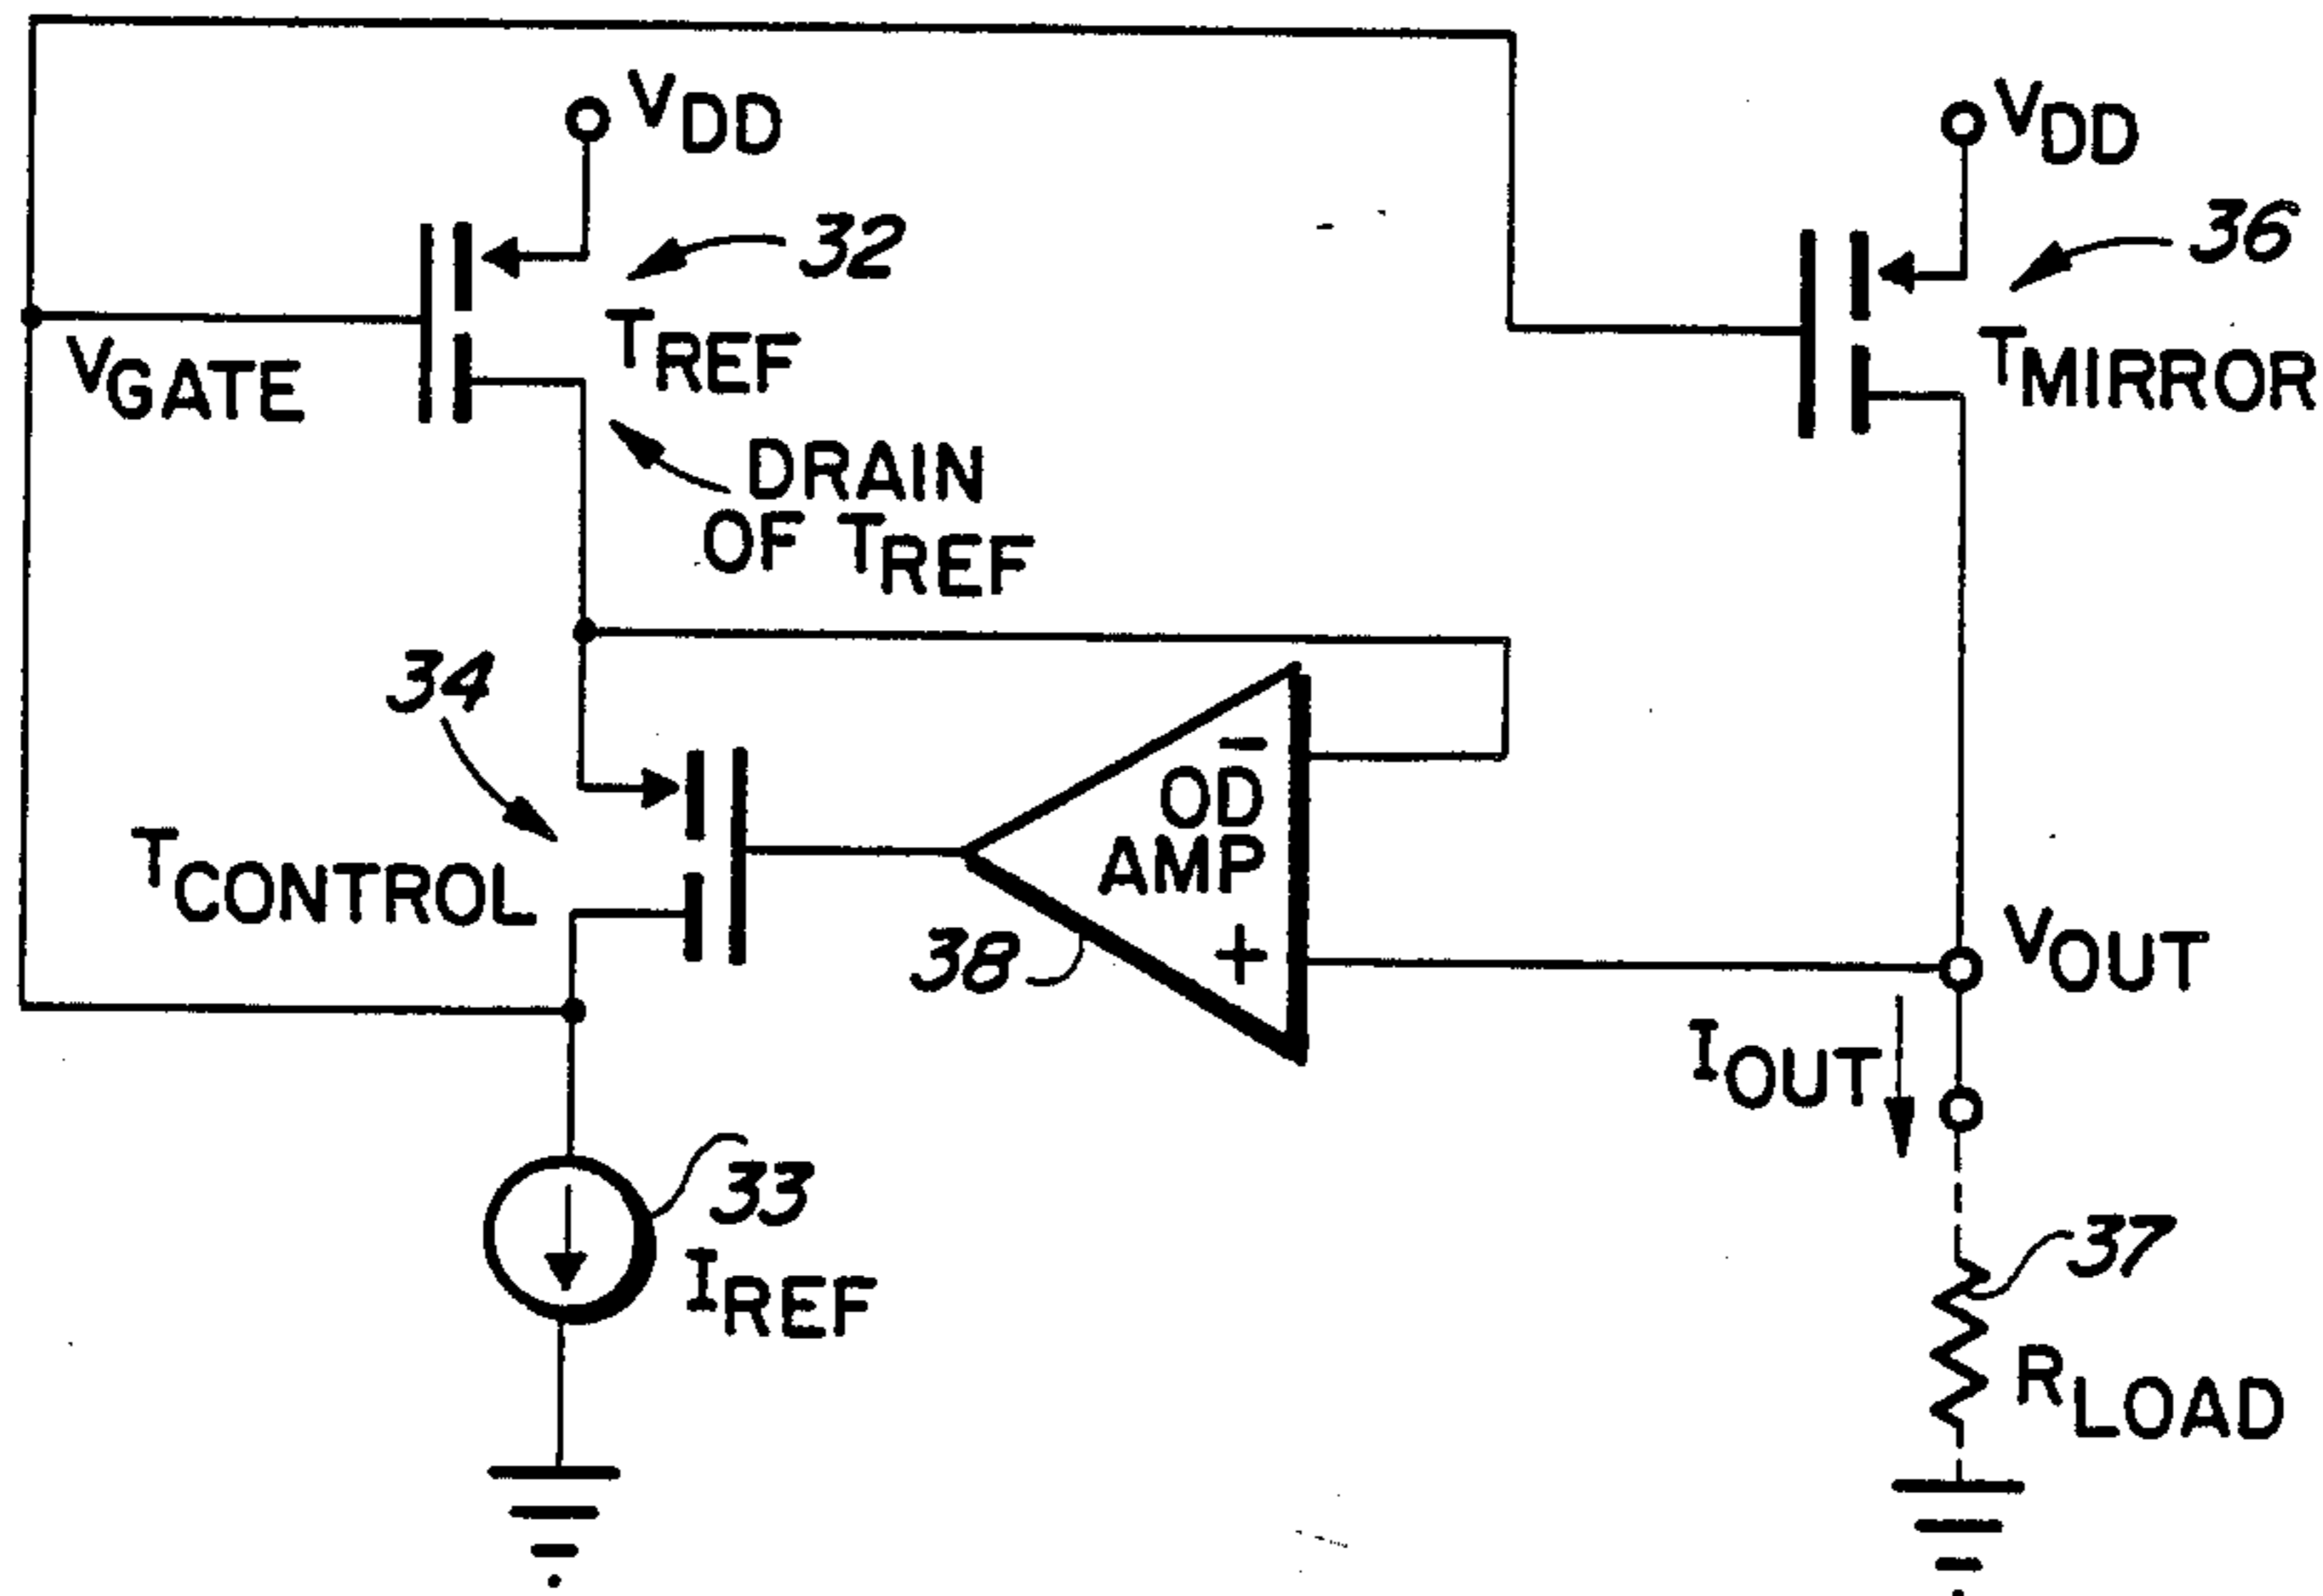 VDD
VDD
32
36
TREF
TMIRROR
VGATE
DRAIN
OF TREF
34
−
OD
AMP
TCONTROL
+
38
VOUT
IOUT
33
IREF
37
RLOAD